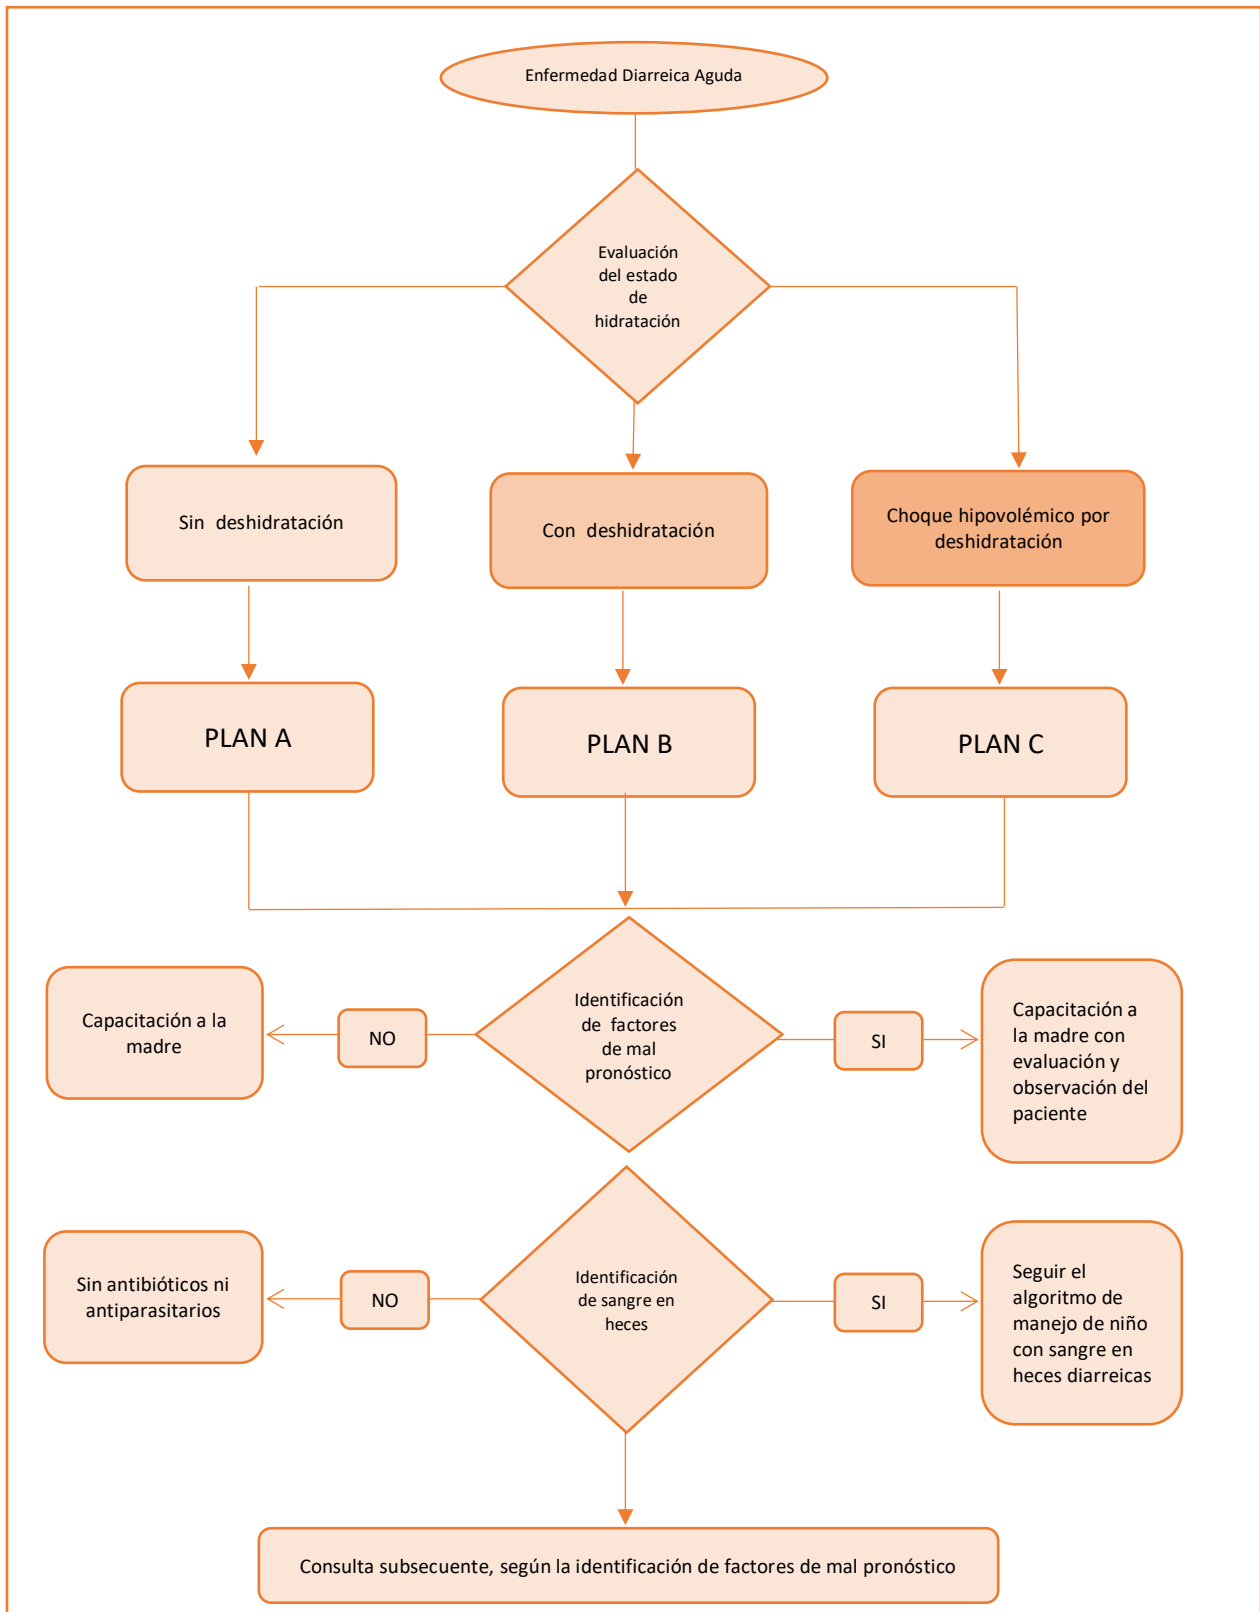 Enfermedad Diarreica Aguda
Evaluación
del estado
de
hidratación
Sin deshidratación
Con deshidratación
Choque hipovolémico por
deshidratación
PLAN A
PLAN B
PLAN C
Capacitación a la
madre
NO
Identificación
de factores
de mal
pronóstico
SI
Capacitación a
la madre con
evaluación y
observación del
paciente
Sin antibióticos ni
antiparasitarios
NO
Identificación
de sangre en
heces
SI
Seguir el
algoritmo de
manejo de niño
con sangre en
heces diarreicas
Consulta subsecuente, según la identificación de factores de mal pronóstico